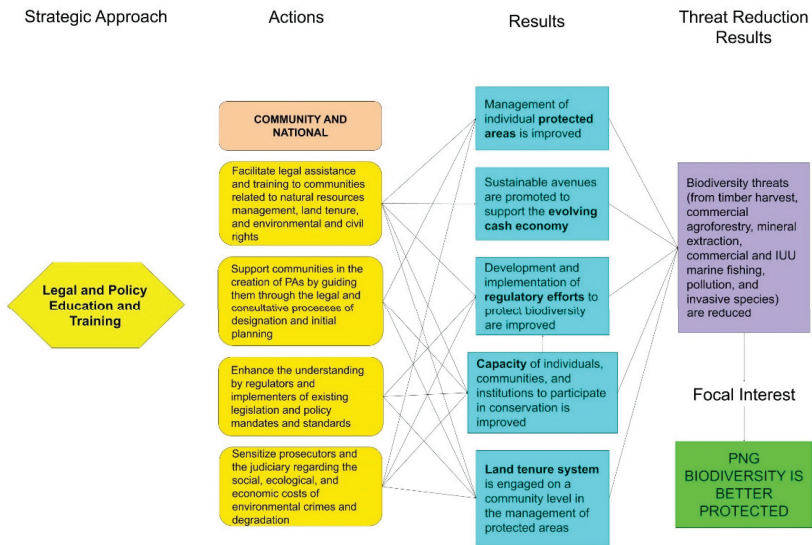 Strategic Approach
Actions
Results
Threat Reduction
Results
COMMUNITY AND
NATIONAL
Facilitate legal assistance
and training to communities
related to natural resources
management, land tenure,
and environmental and civil
rights
Support communities in the
creation of PAs by guiding
them through the legal and
consultative processes of
designation and initial
planning
Enhance the understanding
by regulators and
implementers of existing
legislation and policy
mandates and standards
Sensitize prosecutors and
the judiciary regarding the
social, ecological, and
economic costs of
environmental crimes and
degradation
Legal and Policy
Education and
Training
Management of
individual protected
areas is improved
Sustainable avenues are
promoted to
support the evolving
cash economy
Development and
implementation of
regulatory efforts to
protect biodiversity
are improved
Capacity of individuals,
communities, and
institutions to participate
in conservation is
improved
Land tenure system
is engaged on a
community level in
the management of
protected areas
Biodiversity threats
(from timber harvest,
commercial
agroforestry, mineral
extraction,
commercial and IUU
marine fishing,
pollution, and
invasive species)
are reduced
Focal Interest
PNG
BIODIVERSITY IS
BETTER
PROTECTED